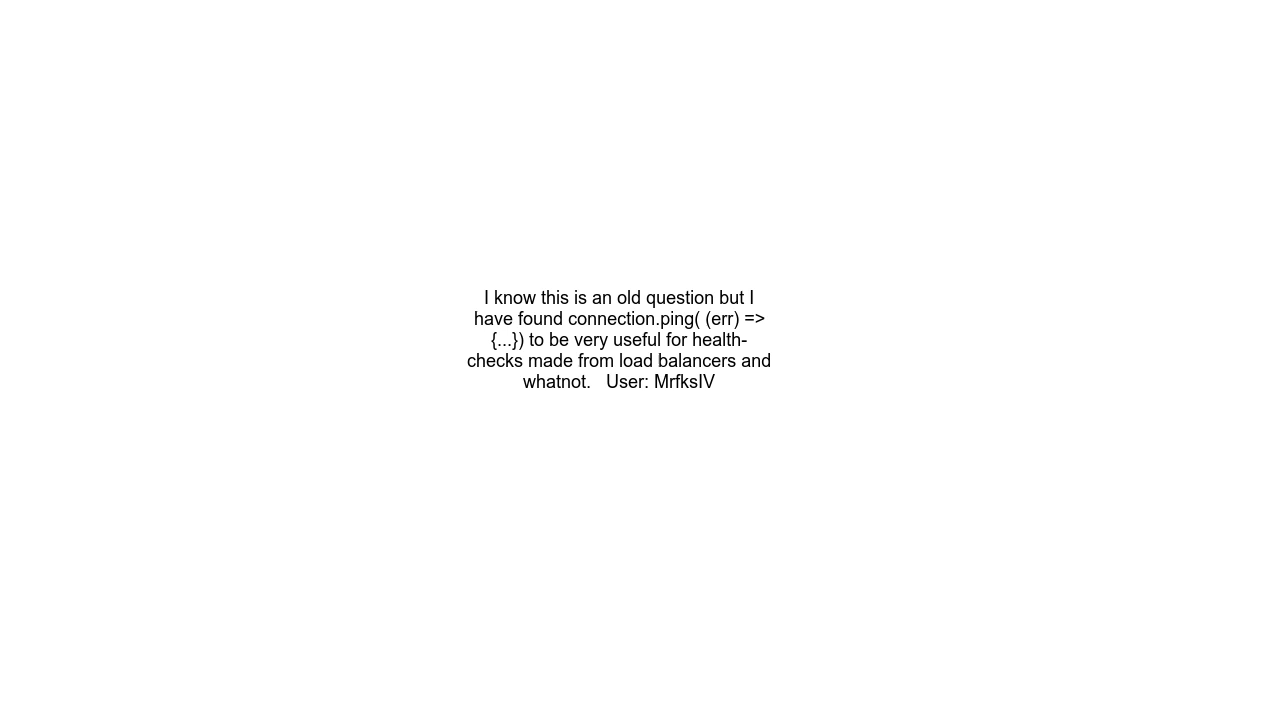 I know this is an old question but I
have found connection.ping( (err) =>
{...}) to be very useful for health-
checks made from load balancers and
whatnot.   User: MrfksIV